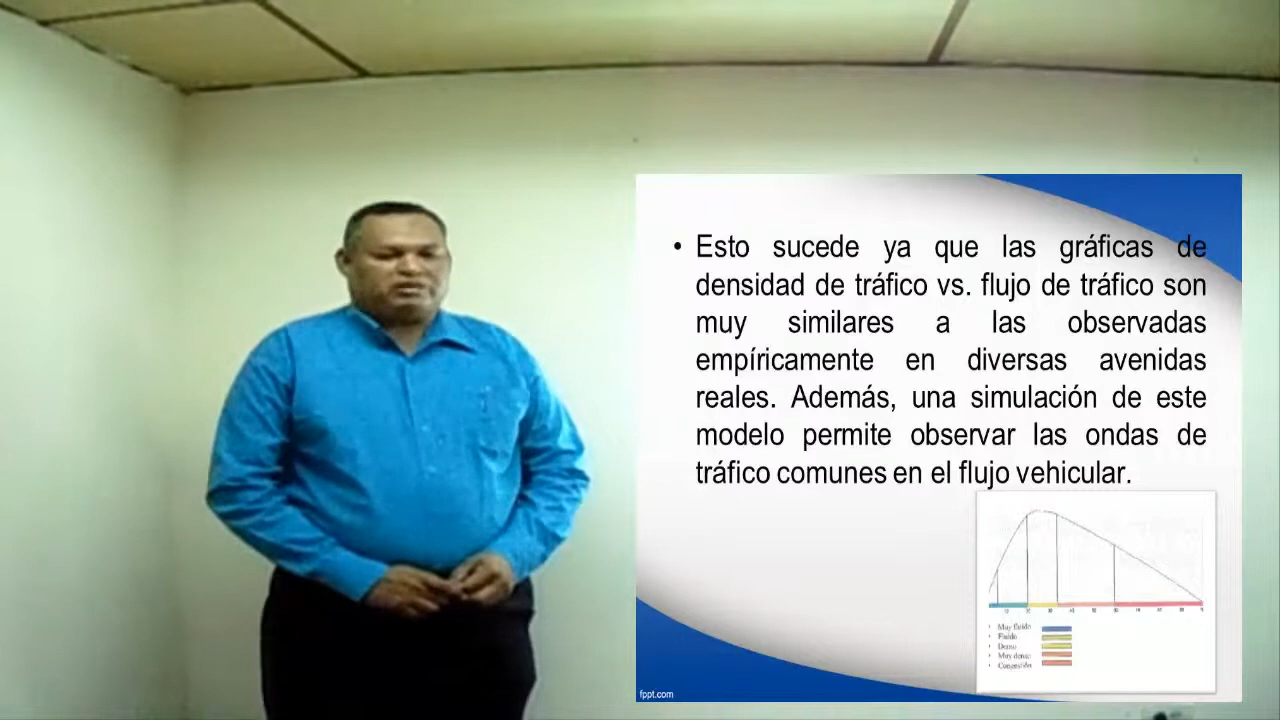 • Esto sucede ya que las gráficas de
densidad de tráfico vs. flujo de tráfico son
muy similares a las observadas
empíricamente en diversas avenidas
reales. Además, una simulación de este
modelo permite observar las ondas de
tráfico comunes en el flujo vehicular.
• Muy fluido
• Fluido
• Denso
• Muy denso
• Congestión
fppt.com